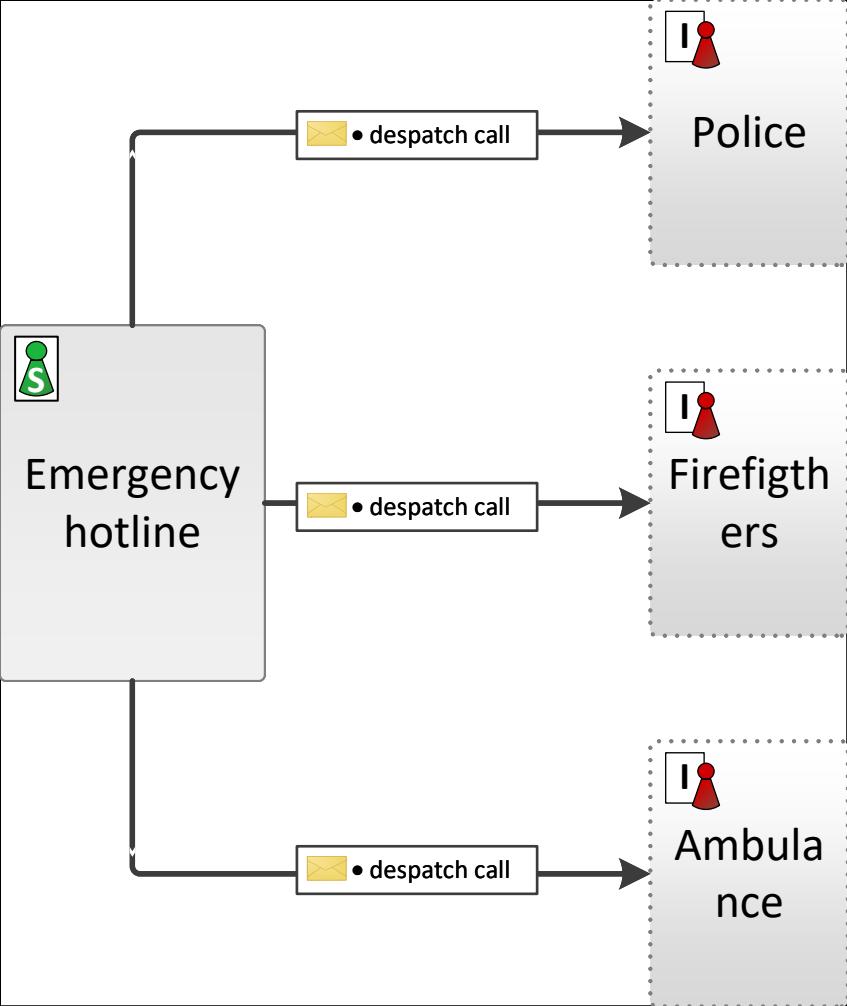 I
Police
• despatch call
S
Emergency
hotline
• despatch call
I
Firefigth
ers
• despatch call
I
Ambula
nce